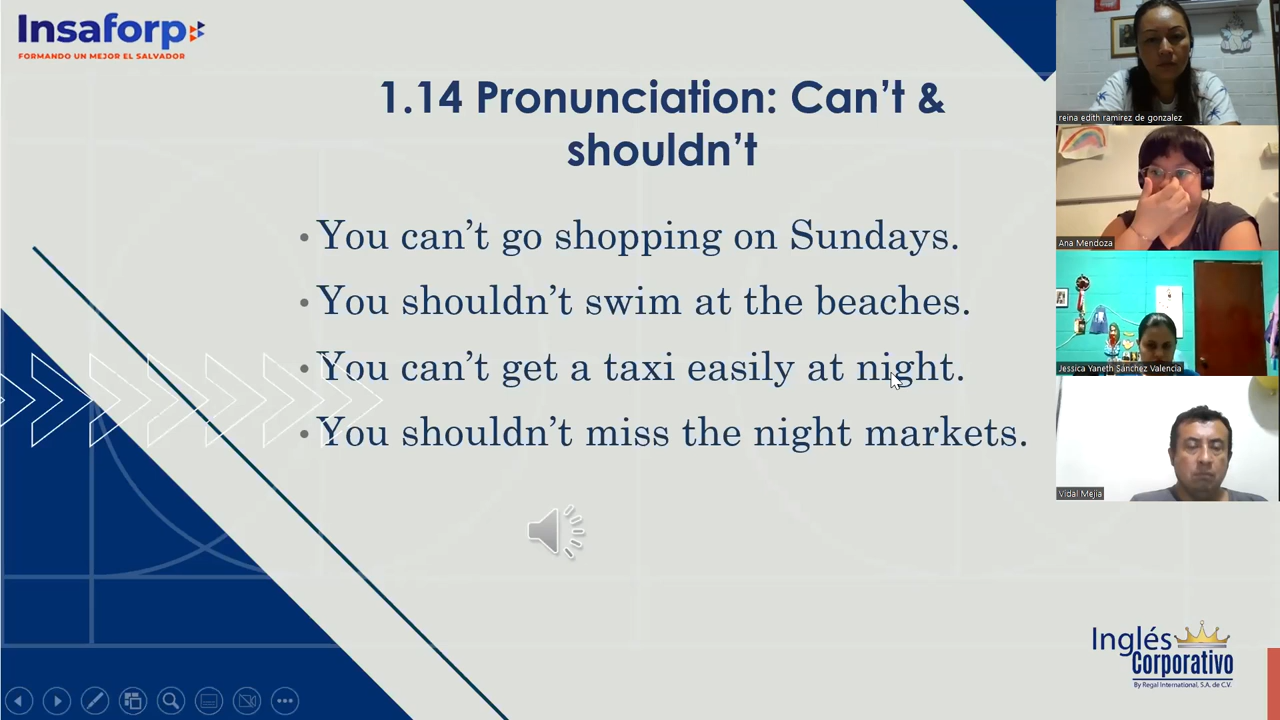 Insaforp
FORMANDO UN MEJOR EL SALVADOR
1.14 Pronunciation: Can't &
shouldn't
• You can't go shopping on Sundays.
• You shouldn't swim at the beaches.
• You can't get a taxi easily at night.
• You shouldn't miss the night markets.
reina edith ramirez de gonzalez
Ana Mendoza
Jessica Yaneth Sanchez Valencia
Vidal Mejia
Inglés
Corporativo
By Regal International, S.A. de C.V.